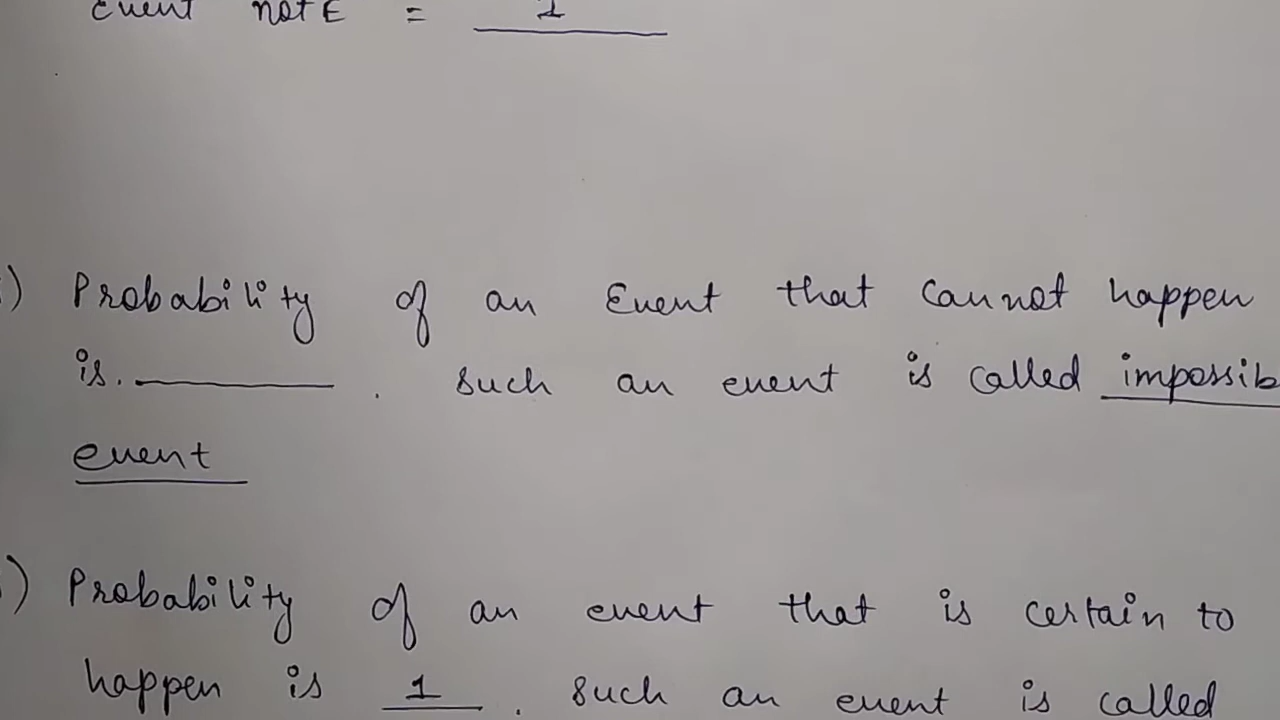 Event not E = 1
) Probability of an Event that cannot happen
is. ________ . such an event is called impossib
event
) Probability of an event that is certain to
happen is 1 . such an event is called